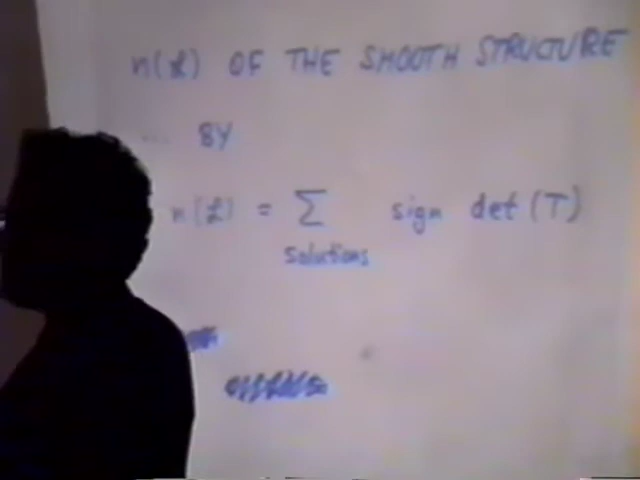 n(L) OF THE SMOOTH STRUCTURE
... BY
n(L) = Σ sign det (T)
solutions